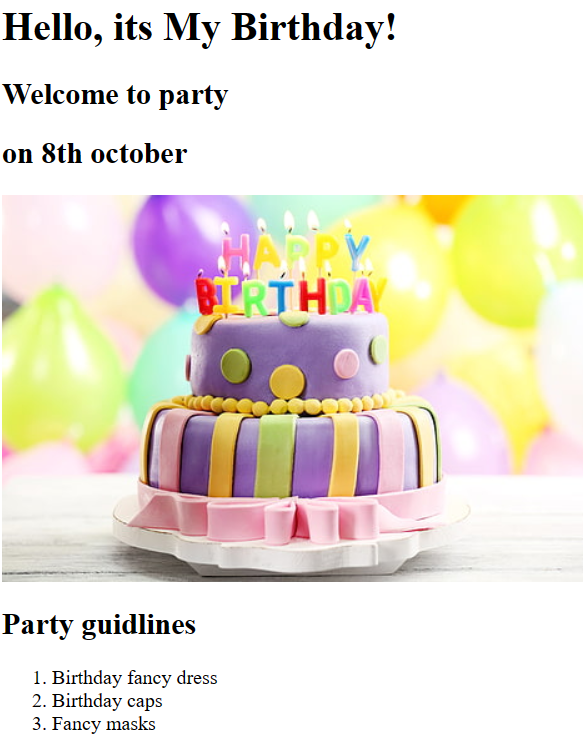 Hello, its My Birthday!
Welcome to party
on 8th october
HAPPY
BIRTHDAY
Party guidlines
1. Birthday fancy dress
2. Birthday caps
3. Fancy masks